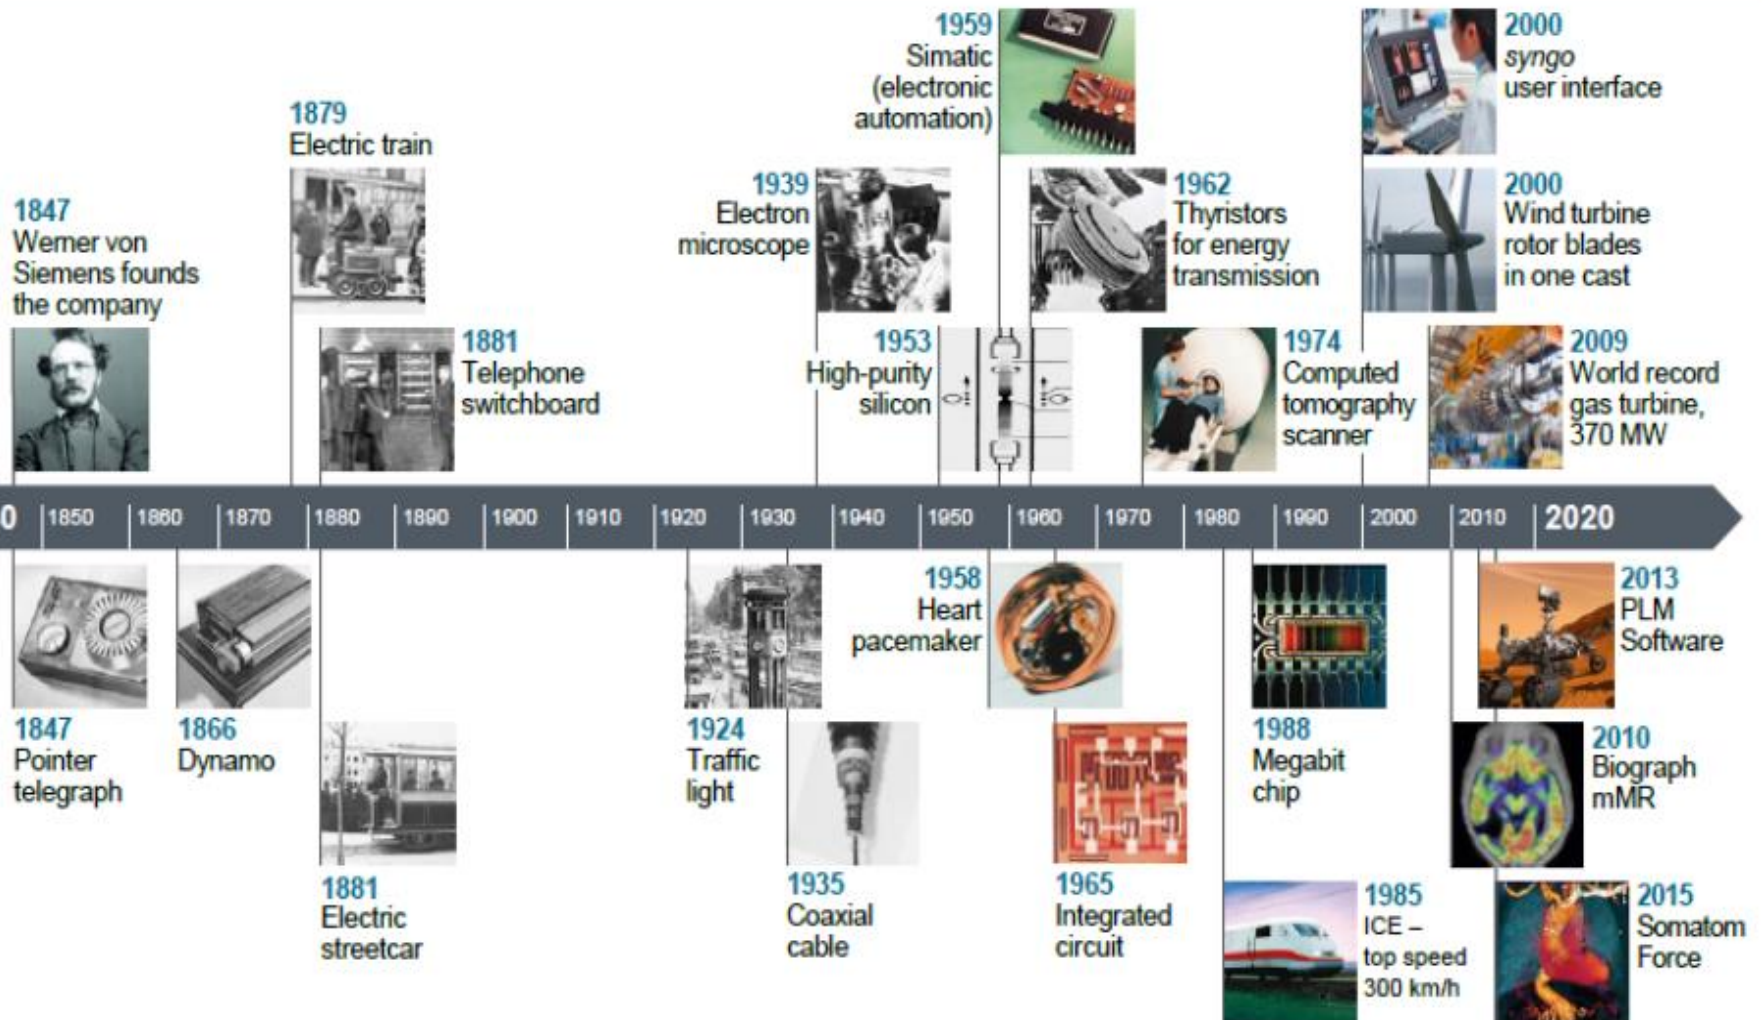 1959
Simatic
(electronic
automation)
2000
syngo
user interface
1879
Electric train
1939
Electron
microscope
1962
Thyristors
for energy
transmission
2000
Wind turbine
rotor blades
in one cast
1847
Werner von
Siemens founds
the company
1881
Telephone
switchboard
1953
High-purity
silicon
1974
Computed
tomography
scanner
2009
World record
gas turbine,
370 MW
0 1850 1860 1870 1880 1890 1900 1910 1920 1930 1940 1950 1960 1970 1980 1990 2000 2010 2020
1847
Pointer
telegraph
1866
Dynamo
1881
Electric
streetcar
1924
Traffic
light
1935
Coaxial
cable
1958
Heart
pacemaker
1965
Integrated
circuit
1988
Megabit
chip
1985
ICE –
top speed
300 km/h
2013
PLM
Software
2010
Biograph
mMR
2015
Somatom
Force